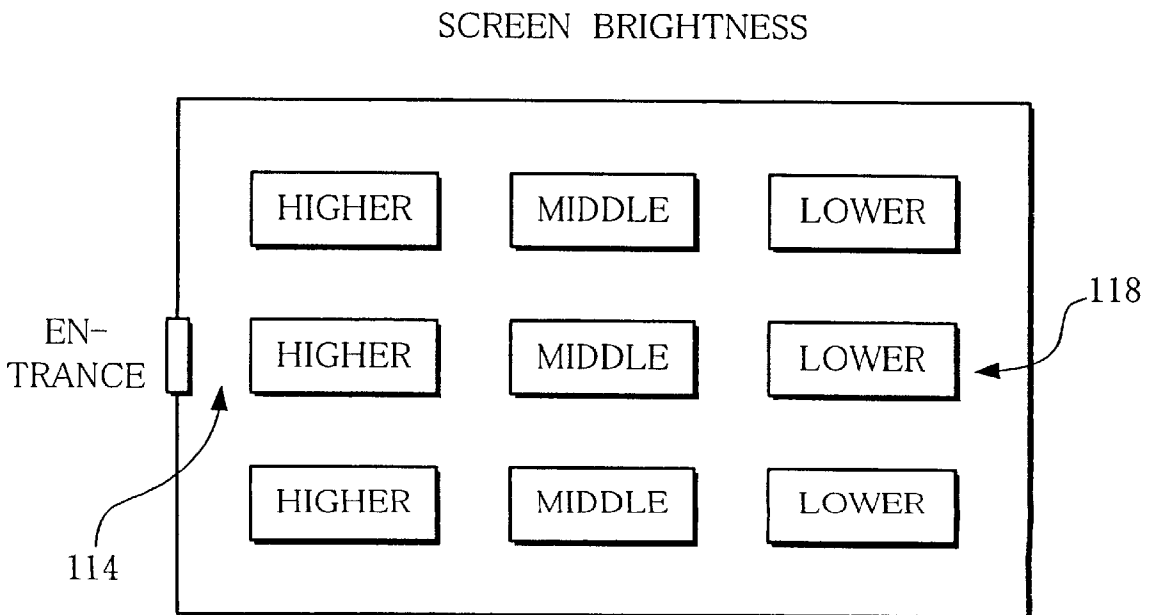 SCREEN BRIGHTNESS
HIGHER MIDDLE LOWER
118
EN-
TRANCE
HIGHER MIDDLE LOWER
HIGHER MIDDLE LOWER
114